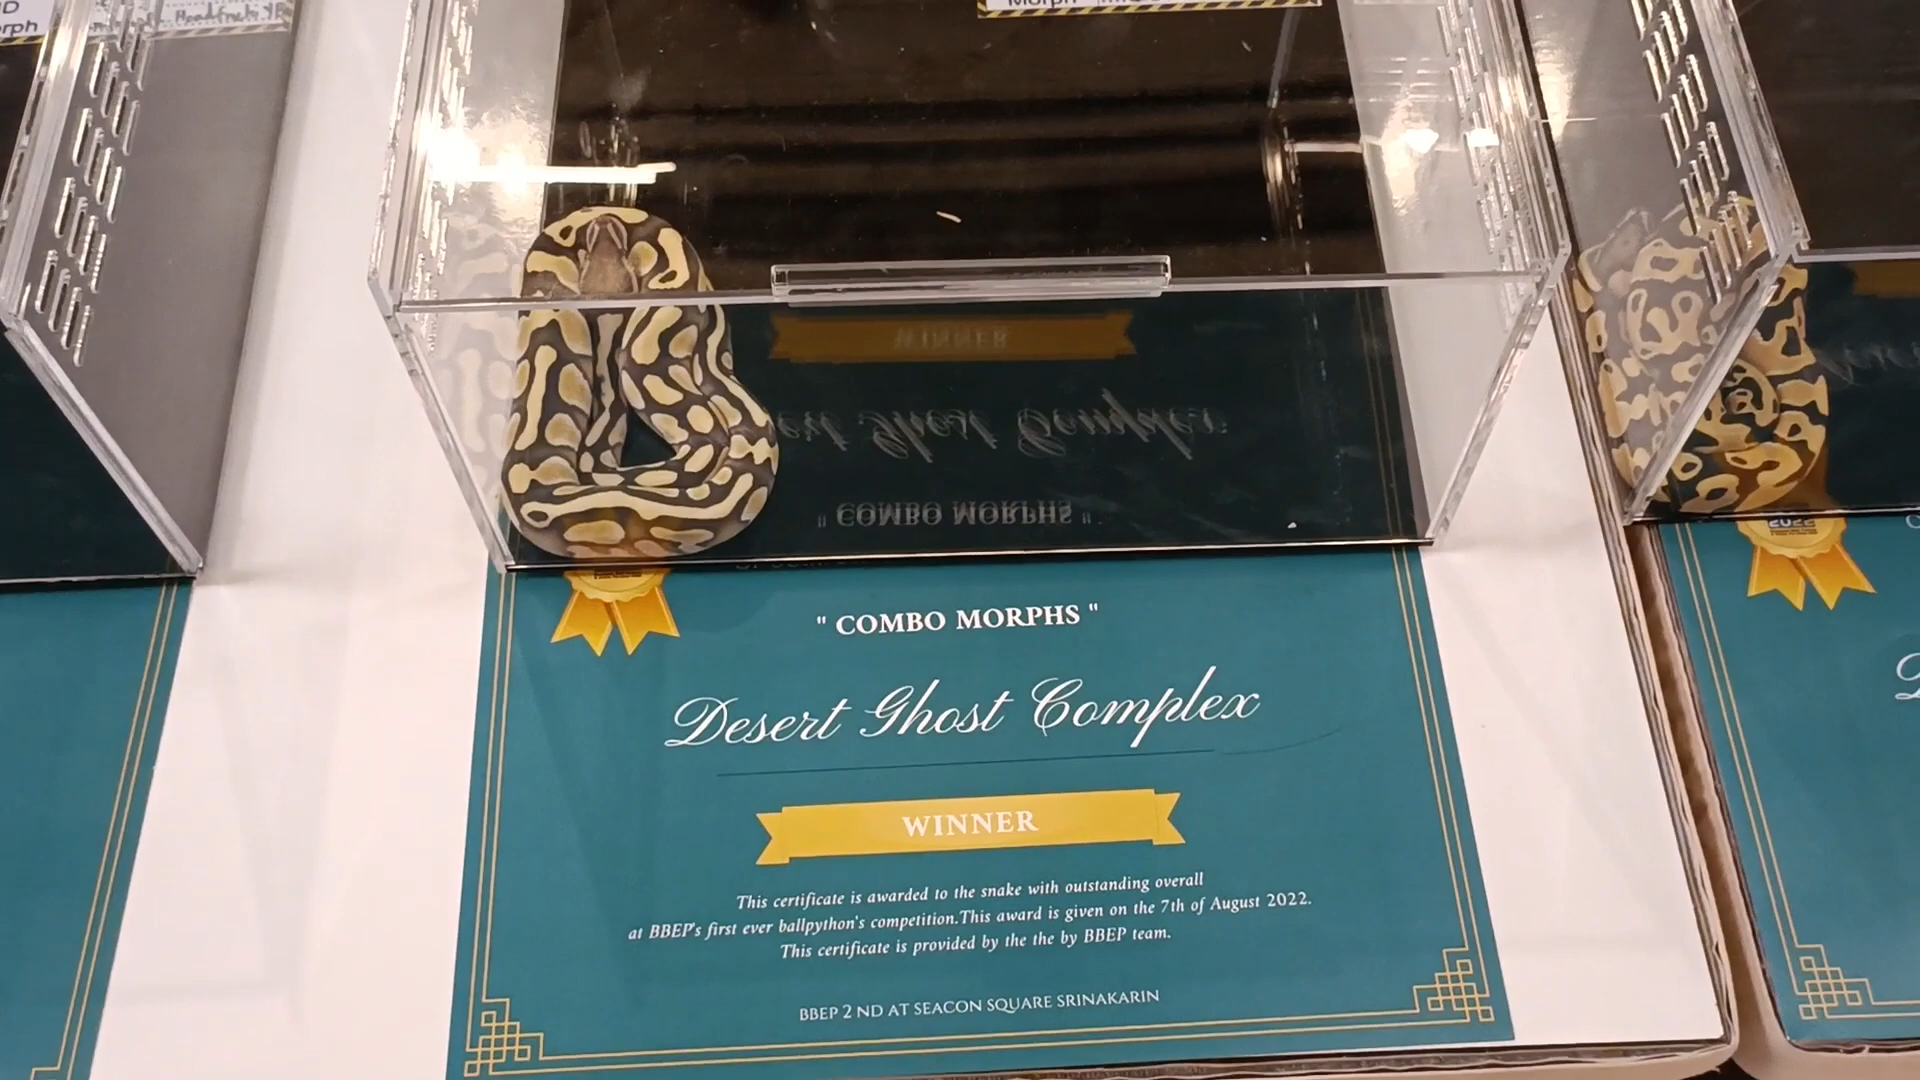 D
Morph
2022
" COMBO MORPHS "
Desert Ghost Complex
WINNER
This certificate is awarded to the snake with outstanding overall
at BBEP's first ever ballpython's competition.This award is given on the 7th of August 2022.
This certificate is provided by the the by BBEP team.
BBEP 2 ND AT SEACON SQUARE SRINAKARIN